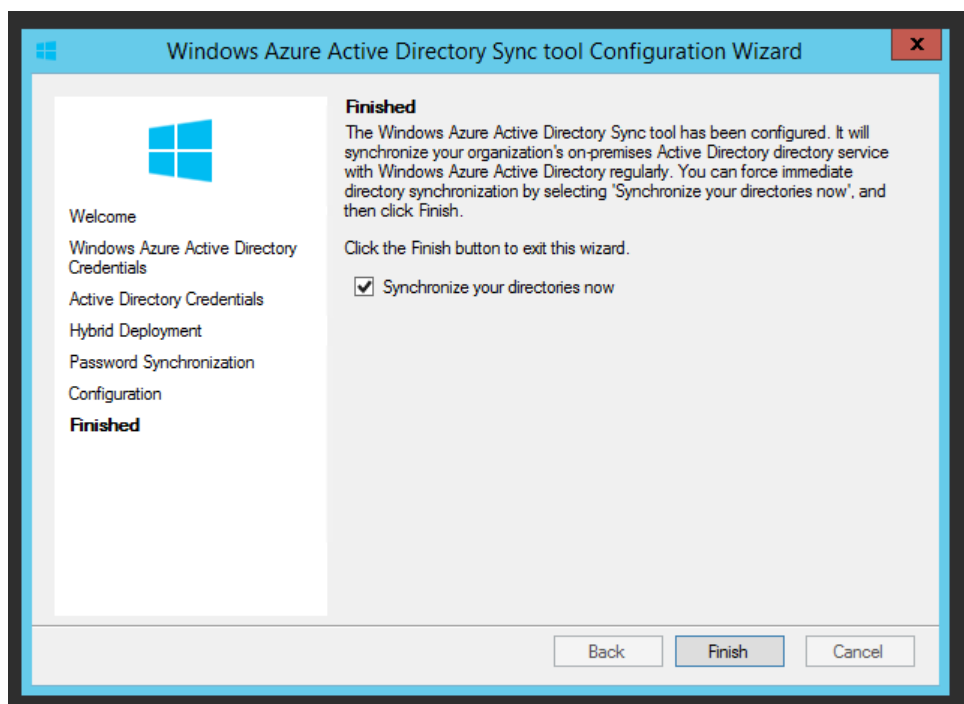 Windows Azure Active Directory Sync tool Configuration Wizard
x
Welcome
Windows Azure Active Directory
Credentials
Active Directory Credentials
Hybrid Deployment
Password Synchronization
Configuration
Finished
Finished
The Windows Azure Active Directory Sync tool has been configured. It will
synchronize your organization's on-premises Active Directory directory service
with Windows Azure Active Directory regularly. You can force immediate
directory synchronization by selecting 'Synchronize your directories now', and
then click Finish.
Click the Finish button to exit this wizard.
Synchronize your directories now
Back
Finish
Cancel